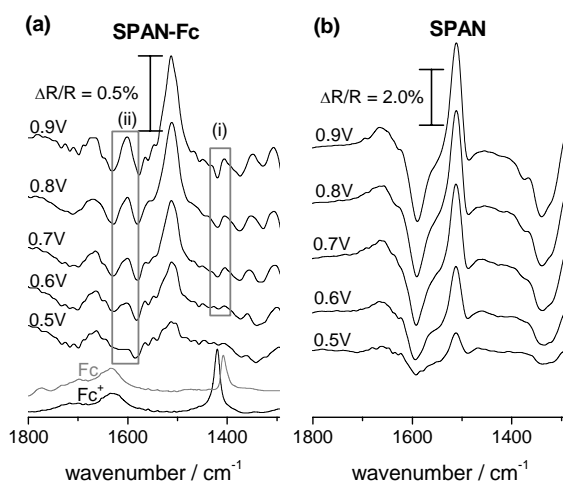 (a)
SPAN-Fc
ΔR/R = 0.5%
(ii)
(i)
0.9V
0.8V
0.7V
0.6V
0.5V
Fc
Fc+
1800
1600
1400
wavenumber / cm⁻¹
(b)
SPAN
ΔR/R = 2.0%
0.9V
0.8V
0.7V
0.6V
0.5V
1800
1600
1400
wavenumber / cm⁻¹